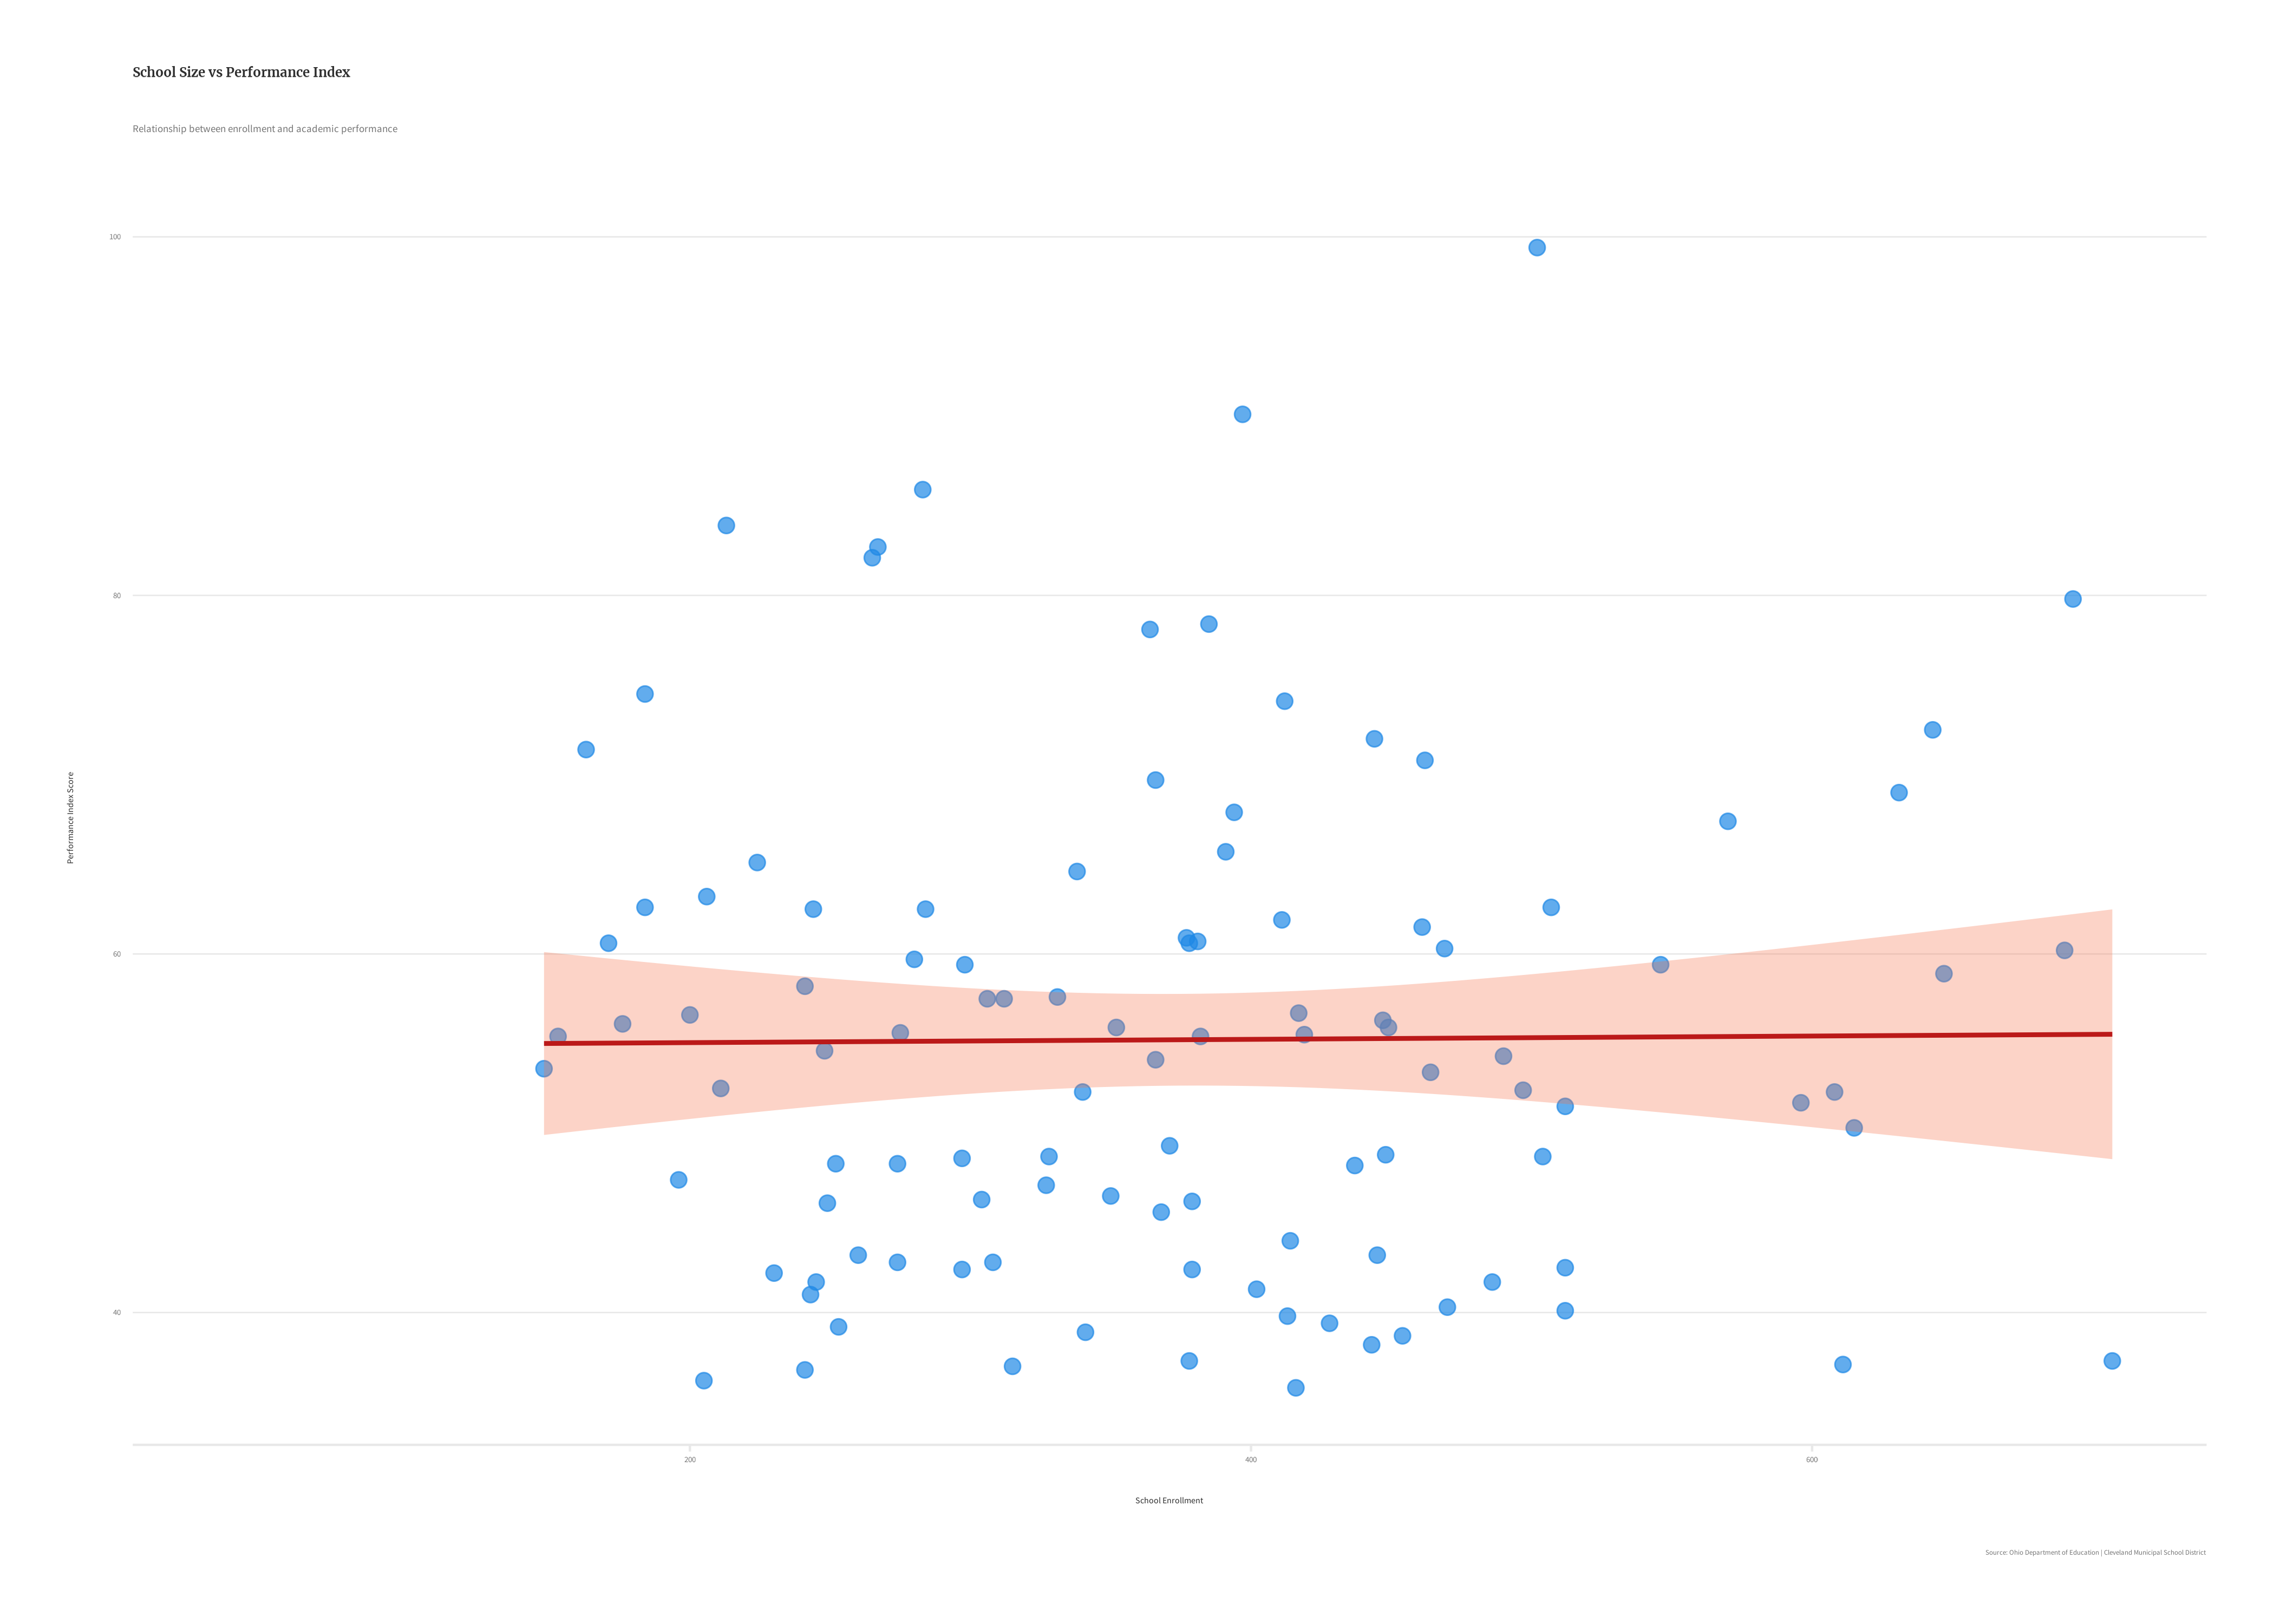 School Size vs Performance Index
Relationship between enrollment and academic performance
100
100
80
60
40
Performance Index Score
200
400
600
School Enrollment
Source: Ohio Department of Education | Cleveland Municipal School District